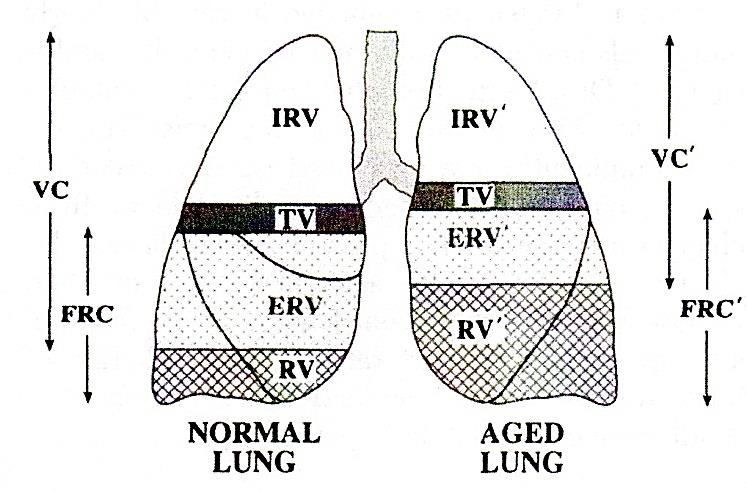 IRV
IRV′
VC
VC′
TV
TV
ERV′
ERV
FRC
FRC′
RV′
RV
NORMAL
LUNG
AGED
LUNG